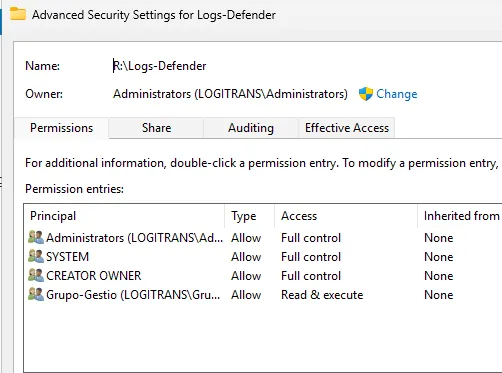 Advanced Security Settings for Logs-Defender
Name: R:\Logs-Defender
Owner: Administrators (LOGITRANS\Administrators) Change
Permissions Share Auditing Effective Access
For additional information, double-click a permission entry. To modify a permission entry,
Permission entries:
Principal Type Access Inherited from
Administrators (LOGITRANS\Ad... Allow Full control None
SYSTEM Allow Full control None
CREATOR OWNER Allow Full control None
Grupo-Gestio (LOGITRANS\Gru... Allow Read & execute None